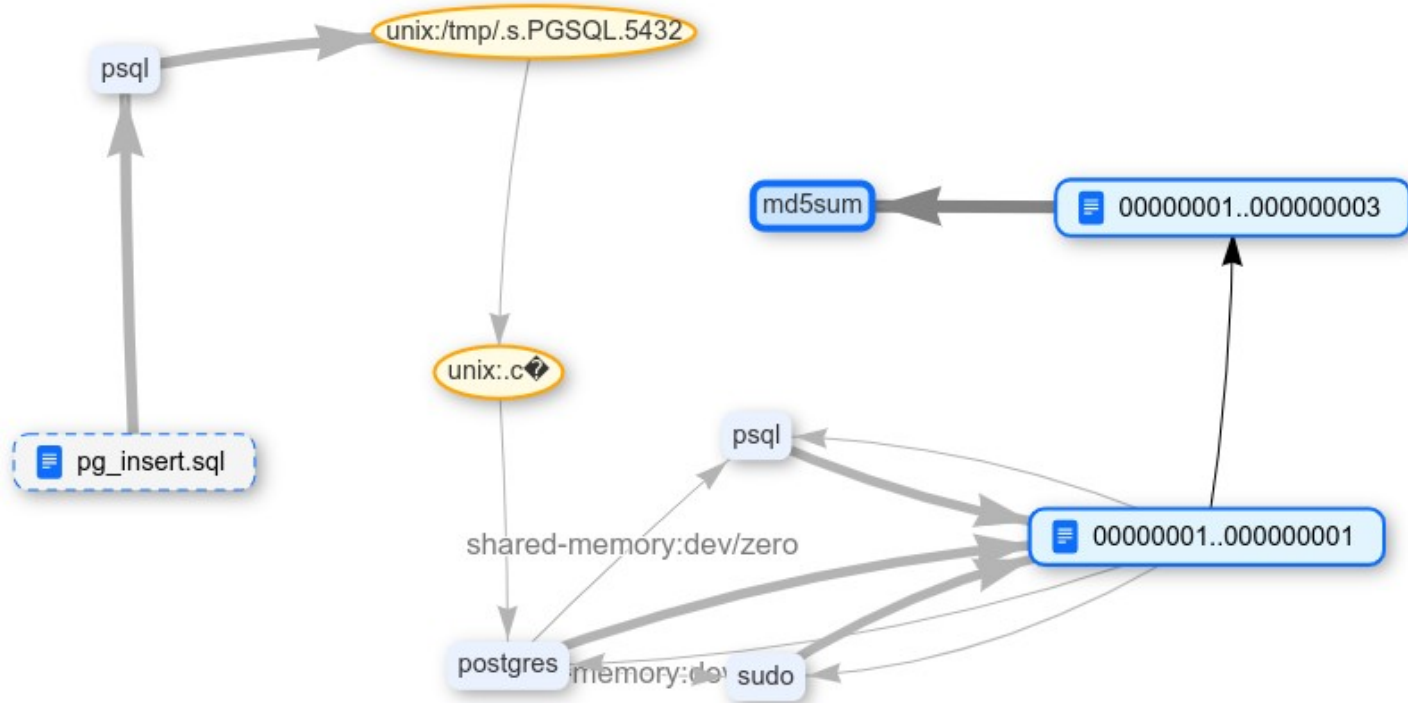 unix:/tmp/.s.PGSQL.5432
psql
md5sum
00000001..000000003
unix:.c�
psql
pg_insert.sql
00000001..000000001
shared-memory:dev/zero
postgres
-memory:dev
sudo